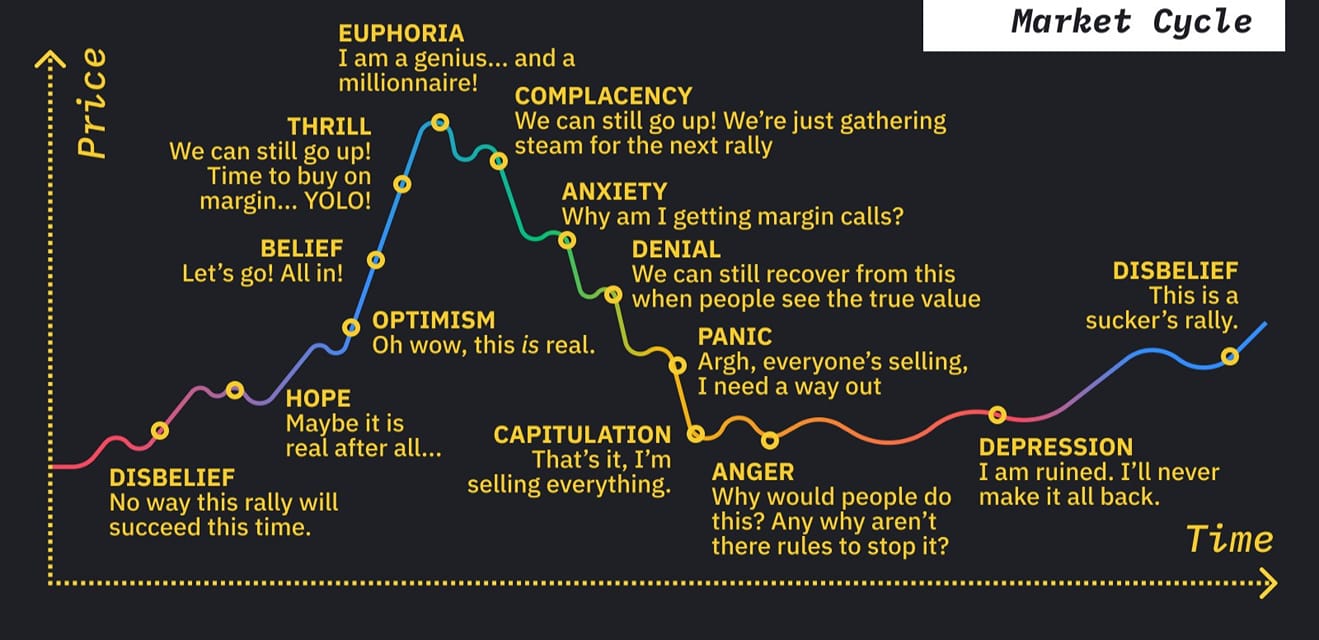 Market Cycle
Price
EUPHORIA
I am a genius... and a
millionnaire!
COMPLACENCY
We can still go up! We're just gathering
steam for the next rally
THRILL
We can still go up!
Time to buy on
margin... YOLO!
ANXIETY
Why am I getting margin calls?
BELIEF
Let's go! All in!
DENIAL
We can still recover from this
when people see the true value
DISBELIEF
This is a
sucker's rally.
OPTIMISM
Oh wow, this is real.
PANIC
Argh, everyone's selling,
I need a way out
HOPE
Maybe it is
real after all...
CAPITULATION
That's it, I'm
selling everything.
DEPRESSION
I am ruined. I'll never
make it all back.
DISBELIEF
No way this rally will
succeed this time.
ANGER
Why would people do
this? Any why aren't
there rules to stop it?
Time